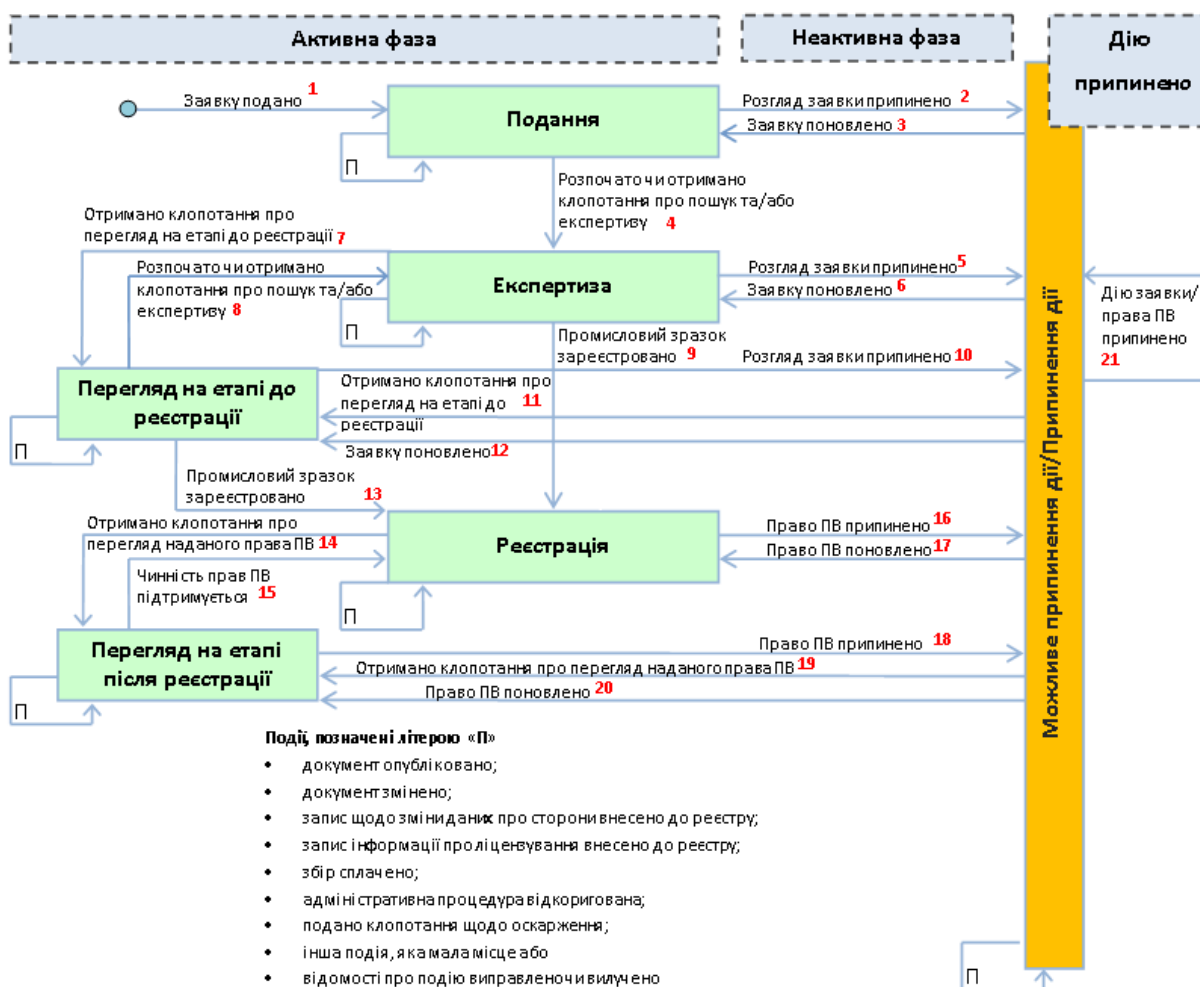 Активна фаза
Неактивна фаза
Дію
припинено
Заявку подано 1
Подання
Розгляд заявки припинено 2
Заявку поновлено 3
П
Розпочато чи отримано
клопотання про пошук та/або
експертизу 4
Отримано клопотання про
перегляд на етапі до реєстрації 7
Розпочато чи отримано
клопотання про пошук та/або
експертизу 8
Експертиза
Розгляд заявки припинено 5
Заявку поновлено 6
П
Дію заявки/
права ПВ
припинено
21
Промисловий зразок
зареєстровано 9
Розгляд заявки припинено 10
Перегляд на етапі до
реєстрації
Отримано клопотання про
перегляд на етапі до 11
реєстрації
П
Заявку поновлено 12
Промисловий зразок
зареєстровано 13
Отримано клопотання про
перегляд наданого права ПВ 14
Реєстрація
Право ПВ припинено 16
Право ПВ поновлено 17
Чинність прав ПВ
підтримується 15
П
Перегляд на етапі
після реєстрації
Право ПВ припинено 18
Отримано клопотання про перегляд наданого права ПВ 19
Право ПВ поновлено 20
П
Можливе припинення дії/Припинення дії
Події, позначені літерою «П»
• документ опубліковано;
• документ змінено;
• запис щодо зміни даних про сторони внесено до реєстру;
• запис інформації про ліцензування внесено до реєстру;
• збір сплачено;
• адміністративна процедура відкоригована;
• подано клопотання щодо оскарження;
• інша подія, яка мала місце або
• відомості про подію виправлено чи вилучено
П